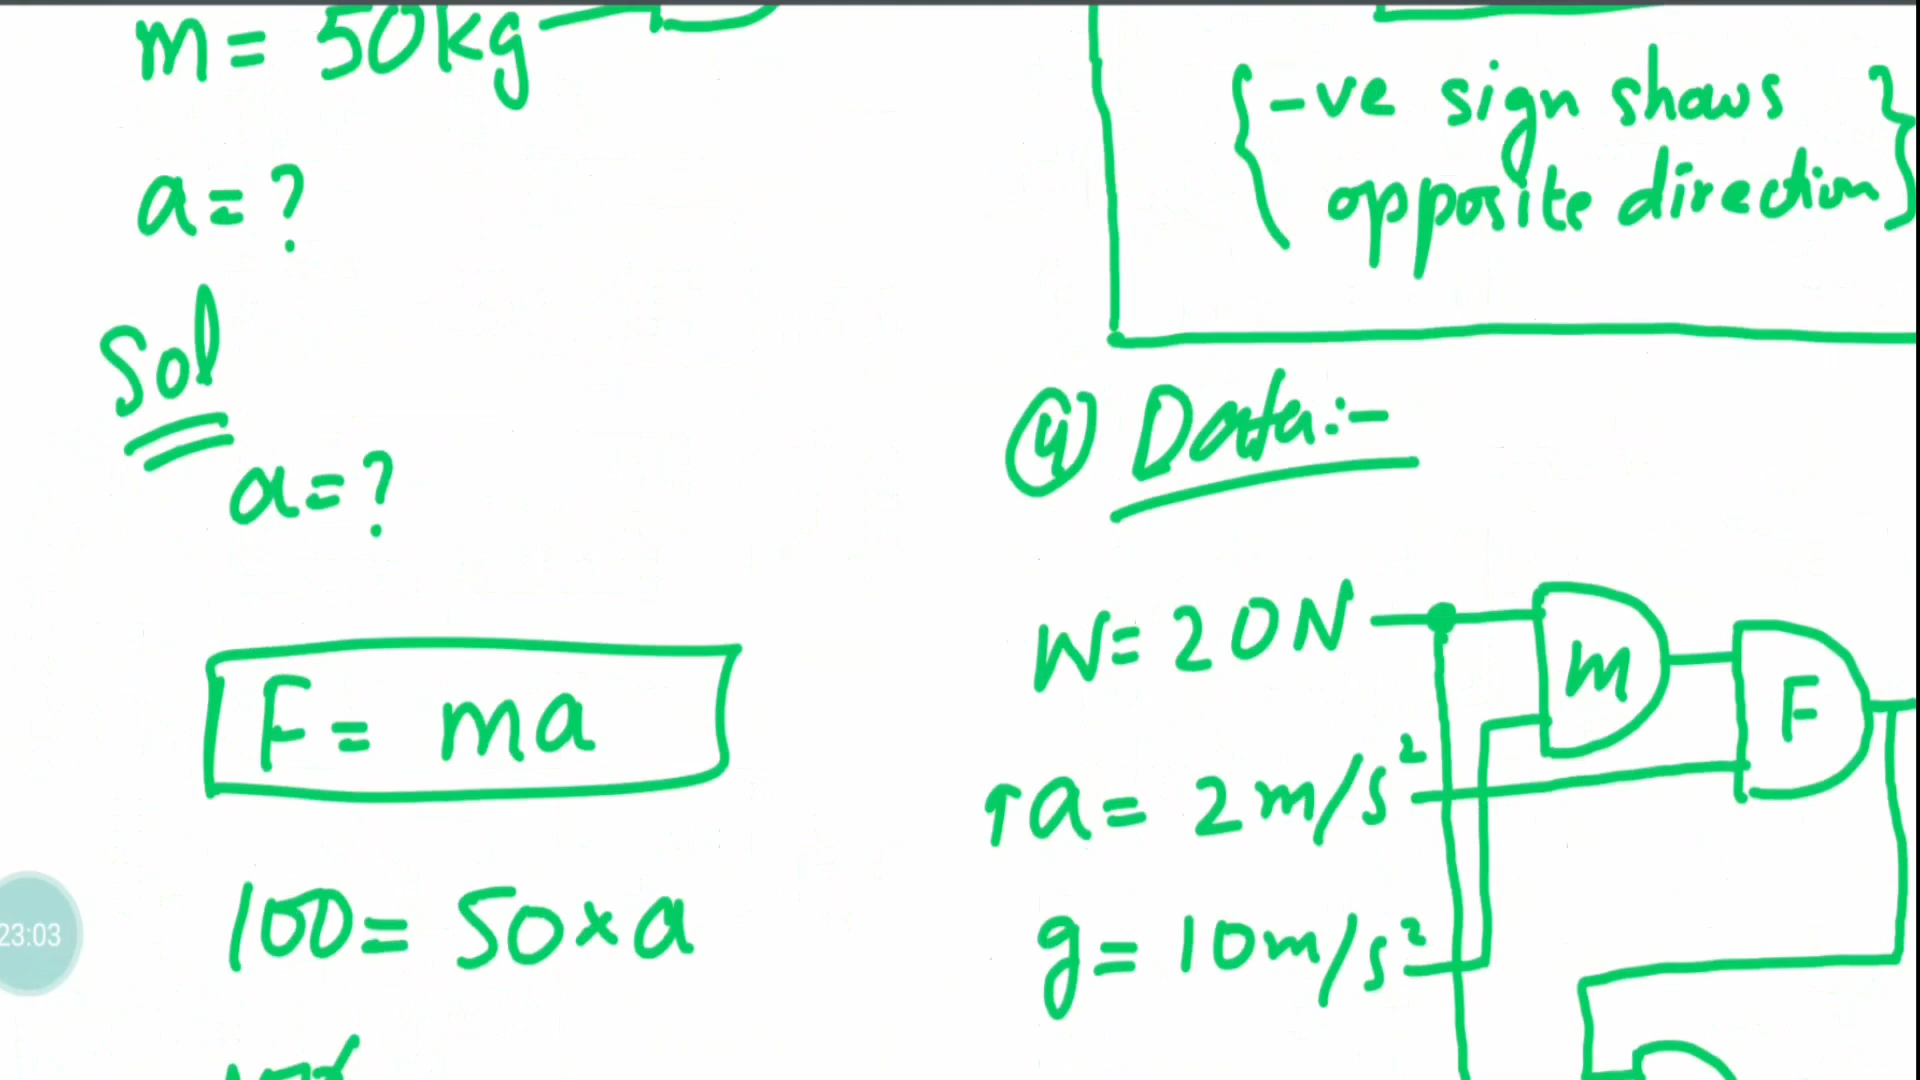 m = 50kg
a = ?
Sol
a = ?
F = ma
100 = 50 × a
{ -ve sign shows
opposite direction }
④ Data:-
W = 20N
m
F
↑a = 2m/s²
g = 10m/s²
23:03